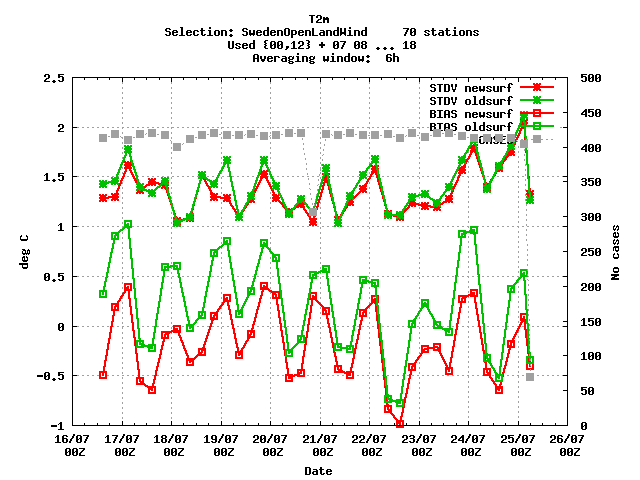 T2m
Selection: SwedenOpenLandWind 70 stations
Used {00,12} + 07 08 ... 18
Averaging window: 6h
STDV newsurf
STDV oldsurf
BIAS newsurf
BIAS oldsurf
CASES
2.5
2
1.5
1
0.5
0
-0.5
-1
500
450
400
350
300
250
200
150
100
50
0
deg C
No cases
16/07 17/07 18/07 19/07 20/07 21/07 22/07 23/07 24/07 25/07 26/07
00Z 00Z 00Z 00Z 00Z 00Z 00Z 00Z 00Z 00Z 00Z
Date